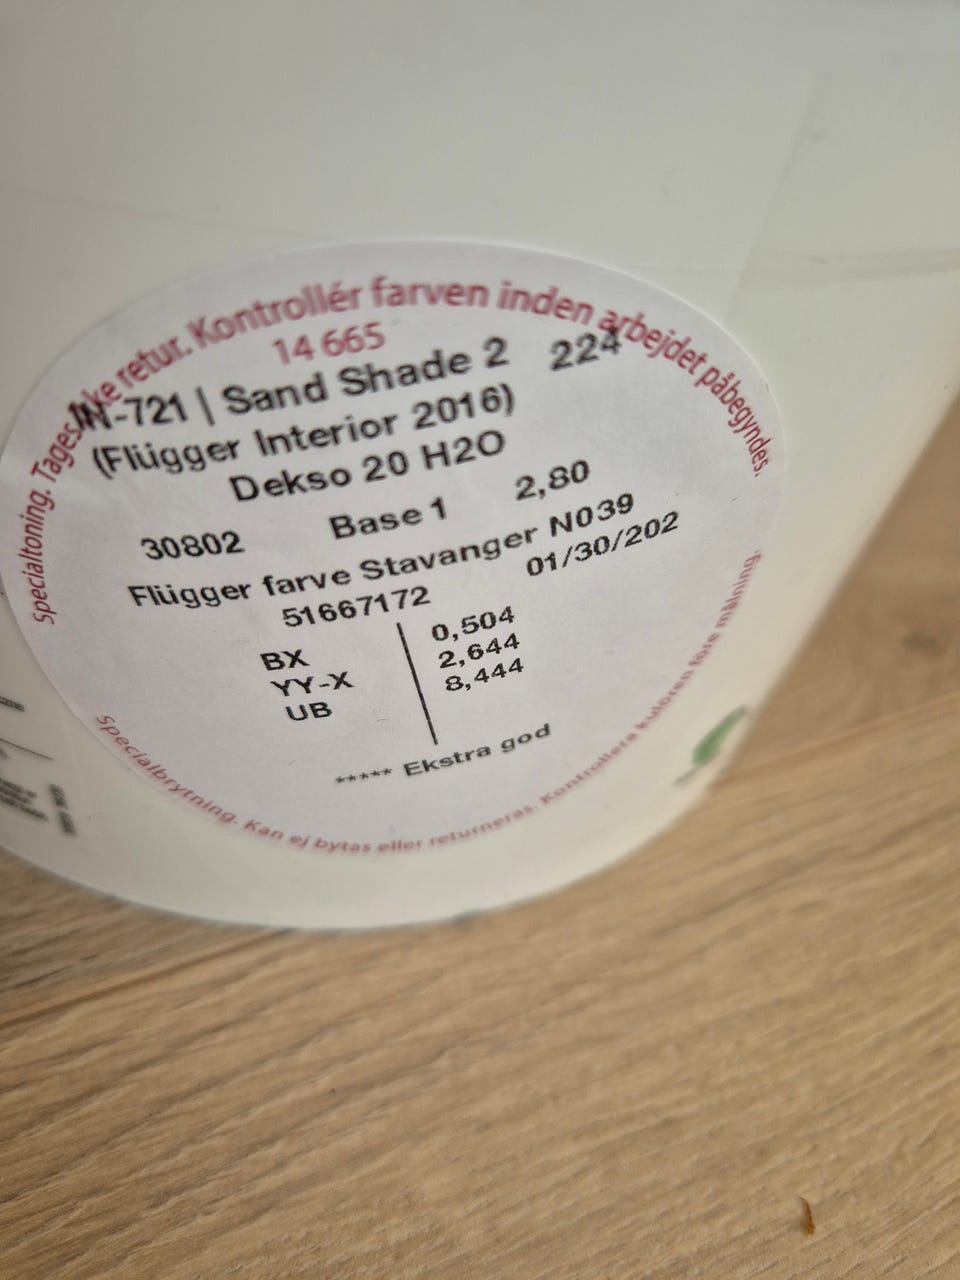 Specialtoning. Tages ikke retur. Kontrollér farven inden arbejdet påbegyndes.
14 665
IN-721 | Sand Shade 2 224
(Flügger Interior 2016)
Dekso 20 H2O
30802 Base 1 2,80
Flügger farve Stavanger N039
51667172 01/30/202
BX 0,504
YY-X 2,644
UB 8,444
***** Ekstra god
Specialbrytning. Kan ej bytas eller returneras. Kontrollera kulören före målning.